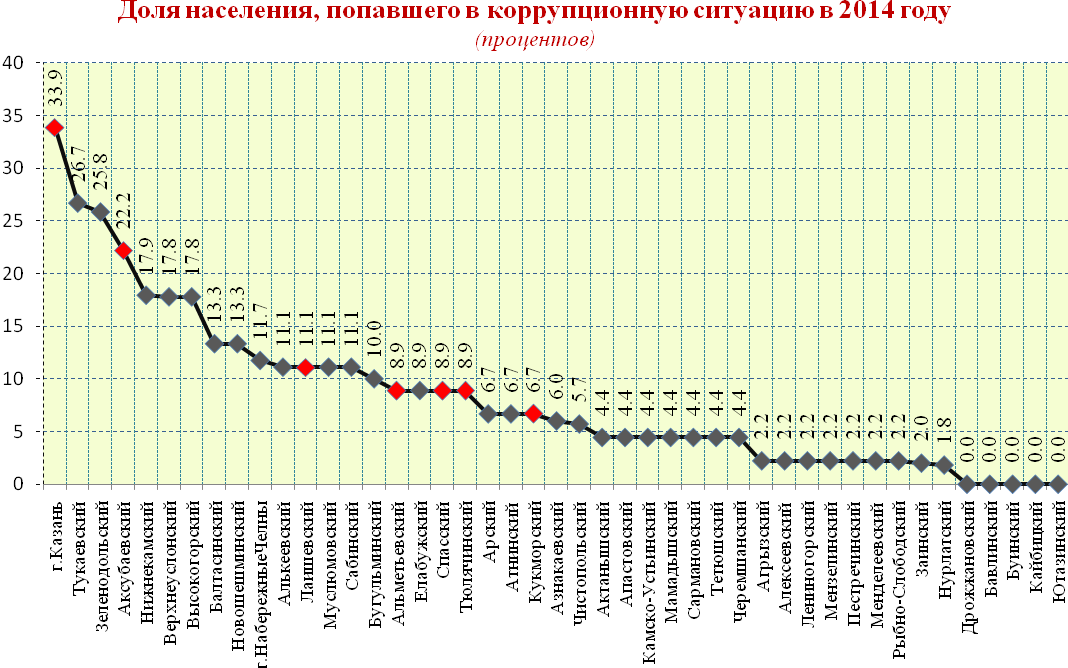 Доля населения, попавшего в коррупционную ситуацию в 2014 году
(процентов)
40
35
30
25
20
15
10
5
0
33.9
26.7
25.8
22.2
17.9
17.8
17.8
13.3
13.3
11.7
11.1
11.1
11.1
11.1
10.0
8.9
8.9
8.9
8.9
6.7
6.7
6.7
6.0
5.7
4.4
4.4
4.4
4.4
4.4
4.4
4.4
2.2
2.2
2.2
2.2
2.2
2.2
2.2
2.0
1.8
0.0
0.0
0.0
0.0
0.0
г.Казань
Тукаевский
Зеленодольский
Аксубаевский
Нижнекамский
Верхнеуслонский
Высокогорский
Балтасинский
Новошешминский
г.НабережныеЧелны
Алькеевский
Лаишевский
Муслюмовский
Сабинский
Бугульминский
Альметьевский
Елабужский
Спасский
Тюлячинский
Арский
Атнинский
Кукморский
Азнакаевский
Чистопольский
Актанышский
Апастовский
Камско-Устьинский
Мамадышский
Сармановский
Тетюшский
Черемшанский
Агрызский
Алексеевский
Лениногорский
Мензелинский
Пестречинский
Менделеевский
Рыбно-Слободский
Заинский
Нурлатский
Дрожжановский
Бавлинский
Буинский
Кайбицкий
Ютазинский